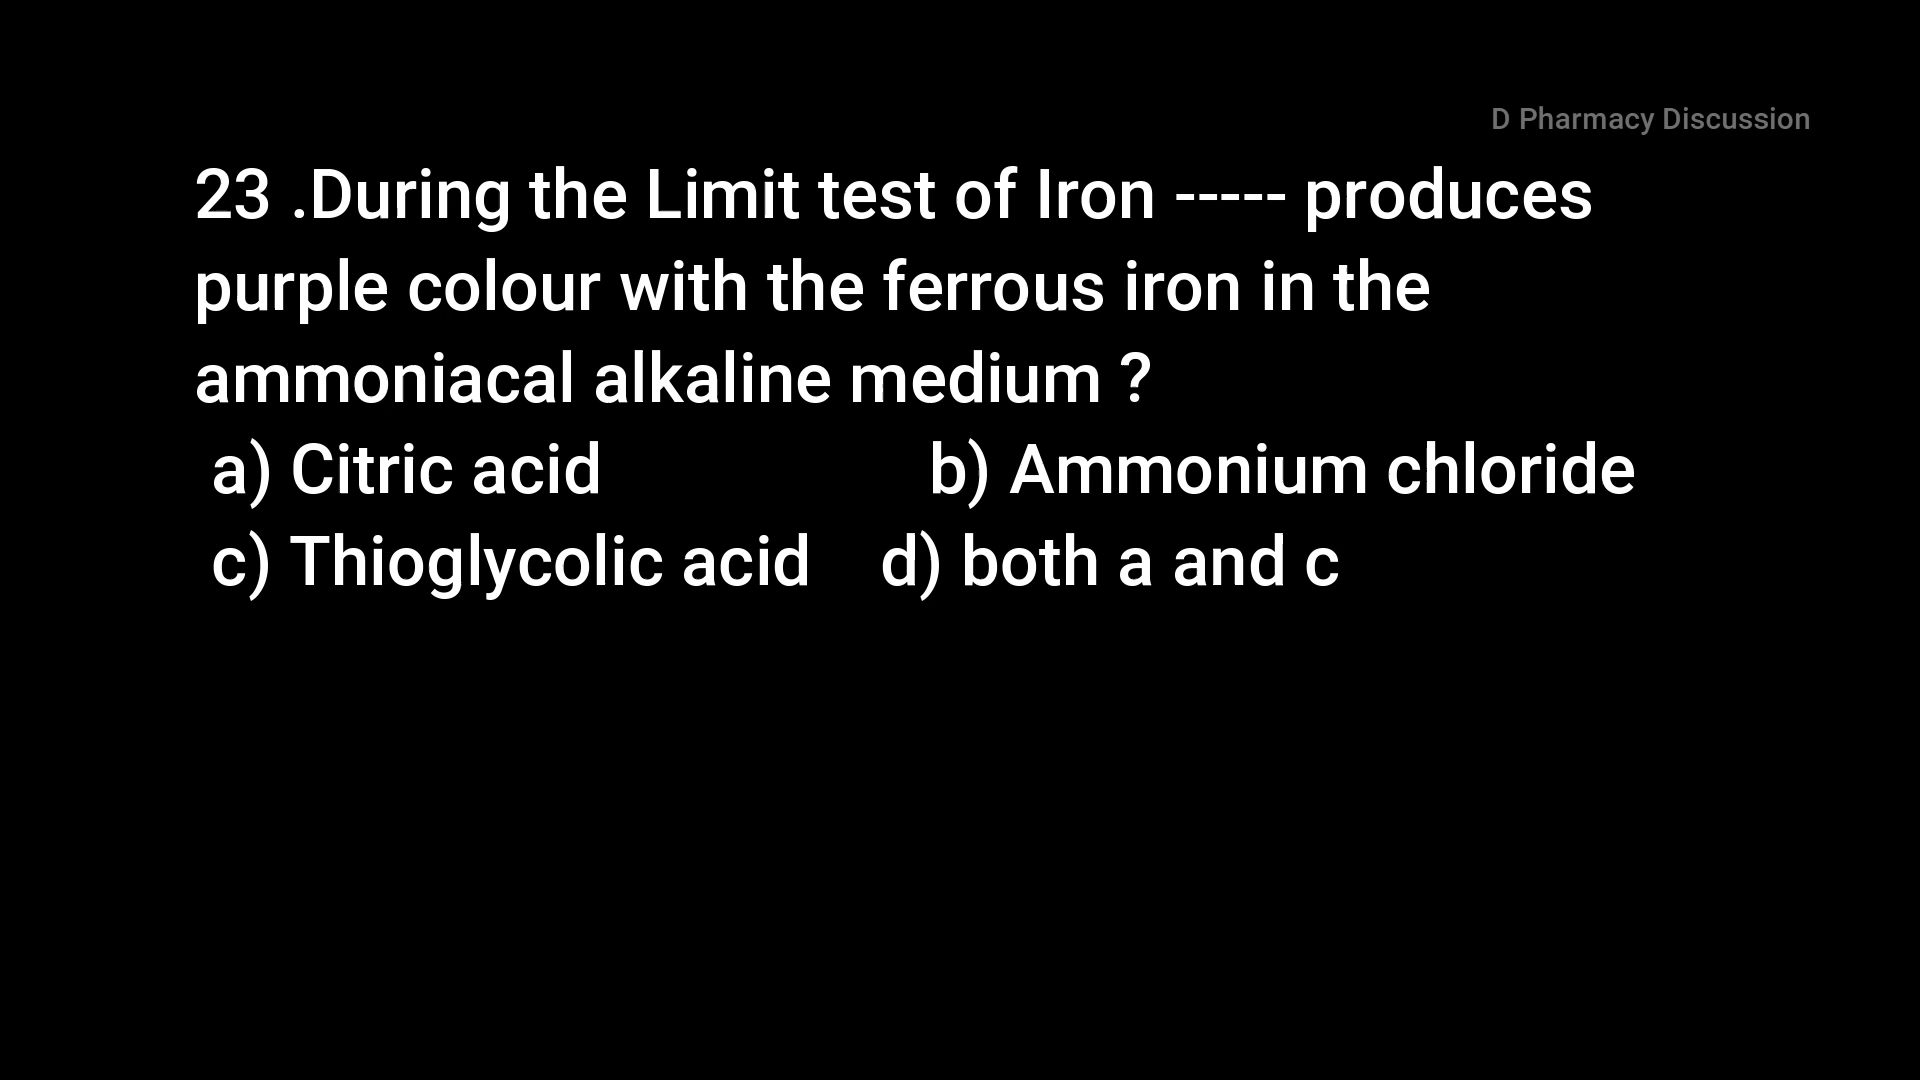 D Pharmacy Discussion
23 .During the Limit test of Iron ----- produces
purple colour with the ferrous iron in the
ammoniacal alkaline medium ?
a) Citric acid b) Ammonium chloride
c) Thioglycolic acid d) both a and c